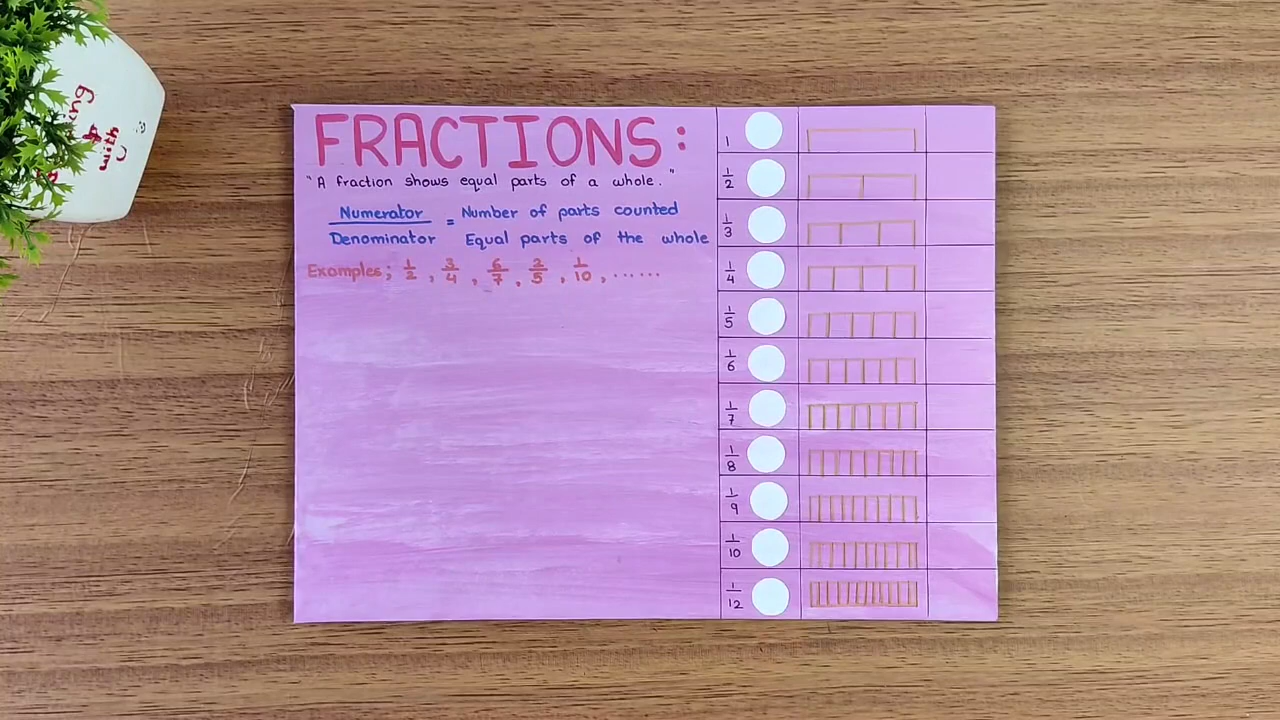 FRACTIONS:
"A fraction shows equal parts of a whole."
Numerator = Number of parts counted
Denominator Equal parts of the whole
Examples; 1/2, 3/4, 6/7, 2/5, 1/10, ......
1
1/2
1/3
1/4
1/5
1/6
1/7
1/8
1/9
1/10
1/12
with